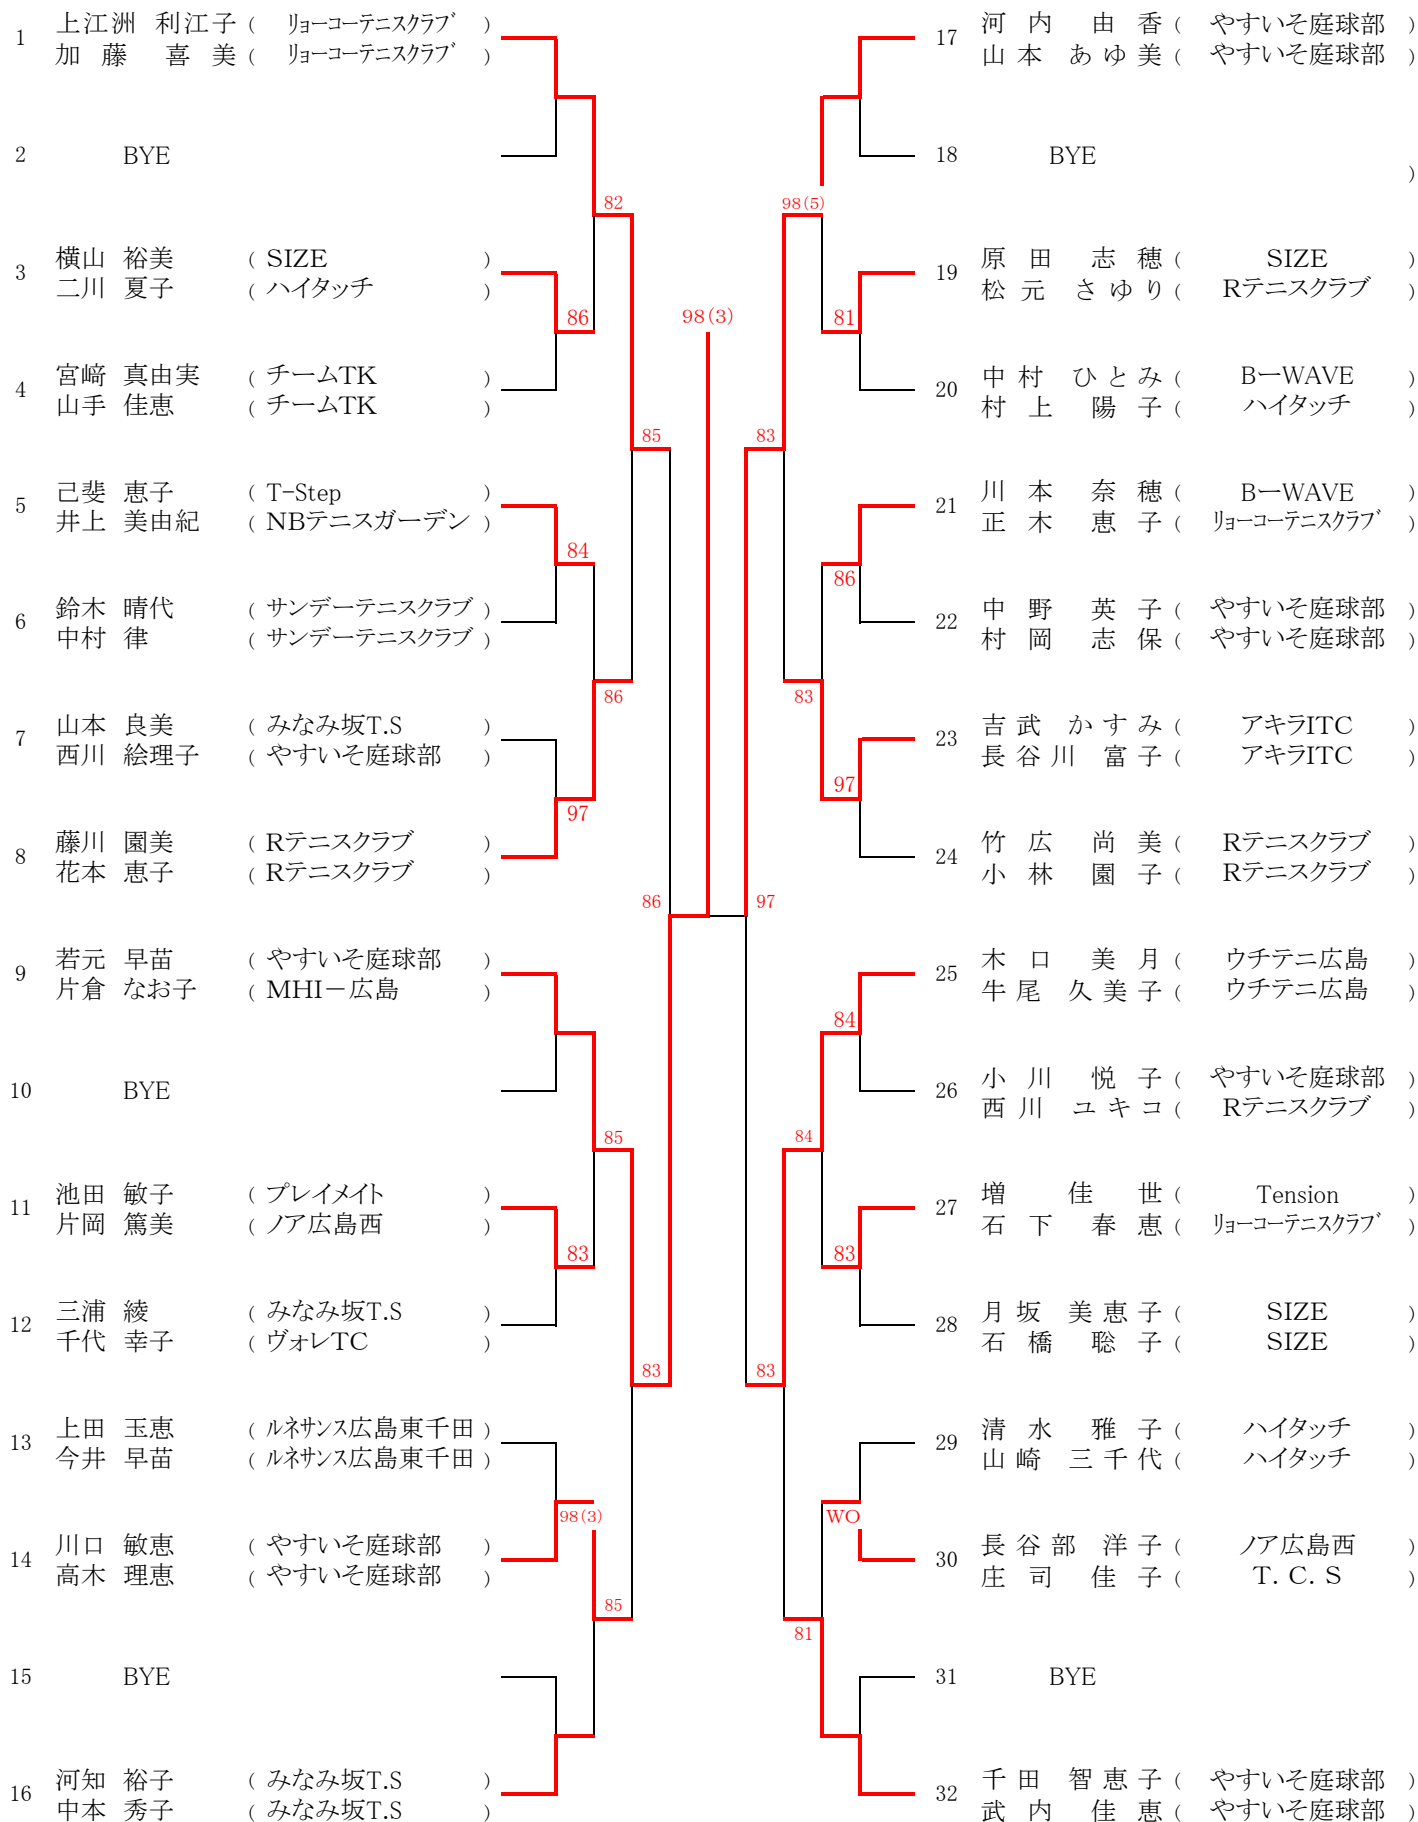 1 上江洲 利江子 ( リョーコーテニスクラブ )
加藤 喜美 ( リョーコーテニスクラブ )
2 BYE
82
3 横山 裕美 ( SIZE )
二川 夏子 ( ハイタッチ )
86
4 宮﨑 真由実 ( チームTK )
山手 佳恵 ( チームTK )
85
5 己斐 恵子 ( T-Step )
井上 美由紀 ( NBテニスガーデン )
84
6 鈴木 晴代 ( サンデーテニスクラブ )
中村 律 ( サンデーテニスクラブ )
86
7 山本 良美 ( みなみ坂T.S )
西川 絵理子 ( やすいそ庭球部 )
97
8 藤川 園美 ( Rテニスクラブ )
花本 恵子 ( Rテニスクラブ )
86
9 若元 早苗 ( やすいそ庭球部 )
片倉 なお子 ( MHI－広島 )
10 BYE
85
11 池田 敏子 ( プレイメイト )
片岡 篤美 ( ノア広島西 )
83
12 三浦 綾 ( みなみ坂T.S )
千代 幸子 ( ヴォレTC )
83
13 上田 玉恵 ( ルネサンス広島東千田 )
今井 早苗 ( ルネサンス広島東千田 )
98(3)
14 川口 敏恵 ( やすいそ庭球部 )
高木 理恵 ( やすいそ庭球部 )
85
15 BYE
16 河知 裕子 ( みなみ坂T.S )
中本 秀子 ( みなみ坂T.S )
98(3)
17 河内 由香 ( やすいそ庭球部 )
山本 あゆ美 ( やすいそ庭球部 )
18 BYE
)
98(5)
19 原田 志穂 ( SIZE )
松元 さゆり ( Rテニスクラブ )
81
20 中村 ひとみ ( BーWAVE )
村上 陽子 ( ハイタッチ )
83
21 川本 奈穂 ( BーWAVE )
正木 恵子 ( リョーコーテニスクラブ )
86
22 中野 英子 ( やすいそ庭球部 )
村岡 志保 ( やすいそ庭球部 )
83
23 吉武 かすみ ( アキラITC )
長谷川 富子 ( アキラITC )
97
24 竹広 尚美 ( Rテニスクラブ )
小林 園子 ( Rテニスクラブ )
97
25 木口 美月 ( ウチテニ広島 )
牛尾 久美子 ( ウチテニ広島 )
84
26 小川 悦子 ( やすいそ庭球部 )
西川 ユキコ ( Rテニスクラブ )
84
27 増 佳世 ( Tension )
石下 春恵 ( リョーコーテニスクラブ )
83
28 月坂 美恵子 ( SIZE )
石橋 聡子 ( SIZE )
83
29 清水 雅子 ( ハイタッチ )
山崎 三千代 ( ハイタッチ )
WO
30 長谷部 洋子 ( ノア広島西 )
庄司 佳子 ( T. C. S )
81
31 BYE
32 千田 智恵子 ( やすいそ庭球部 )
武内 佳恵 ( やすいそ庭球部 )